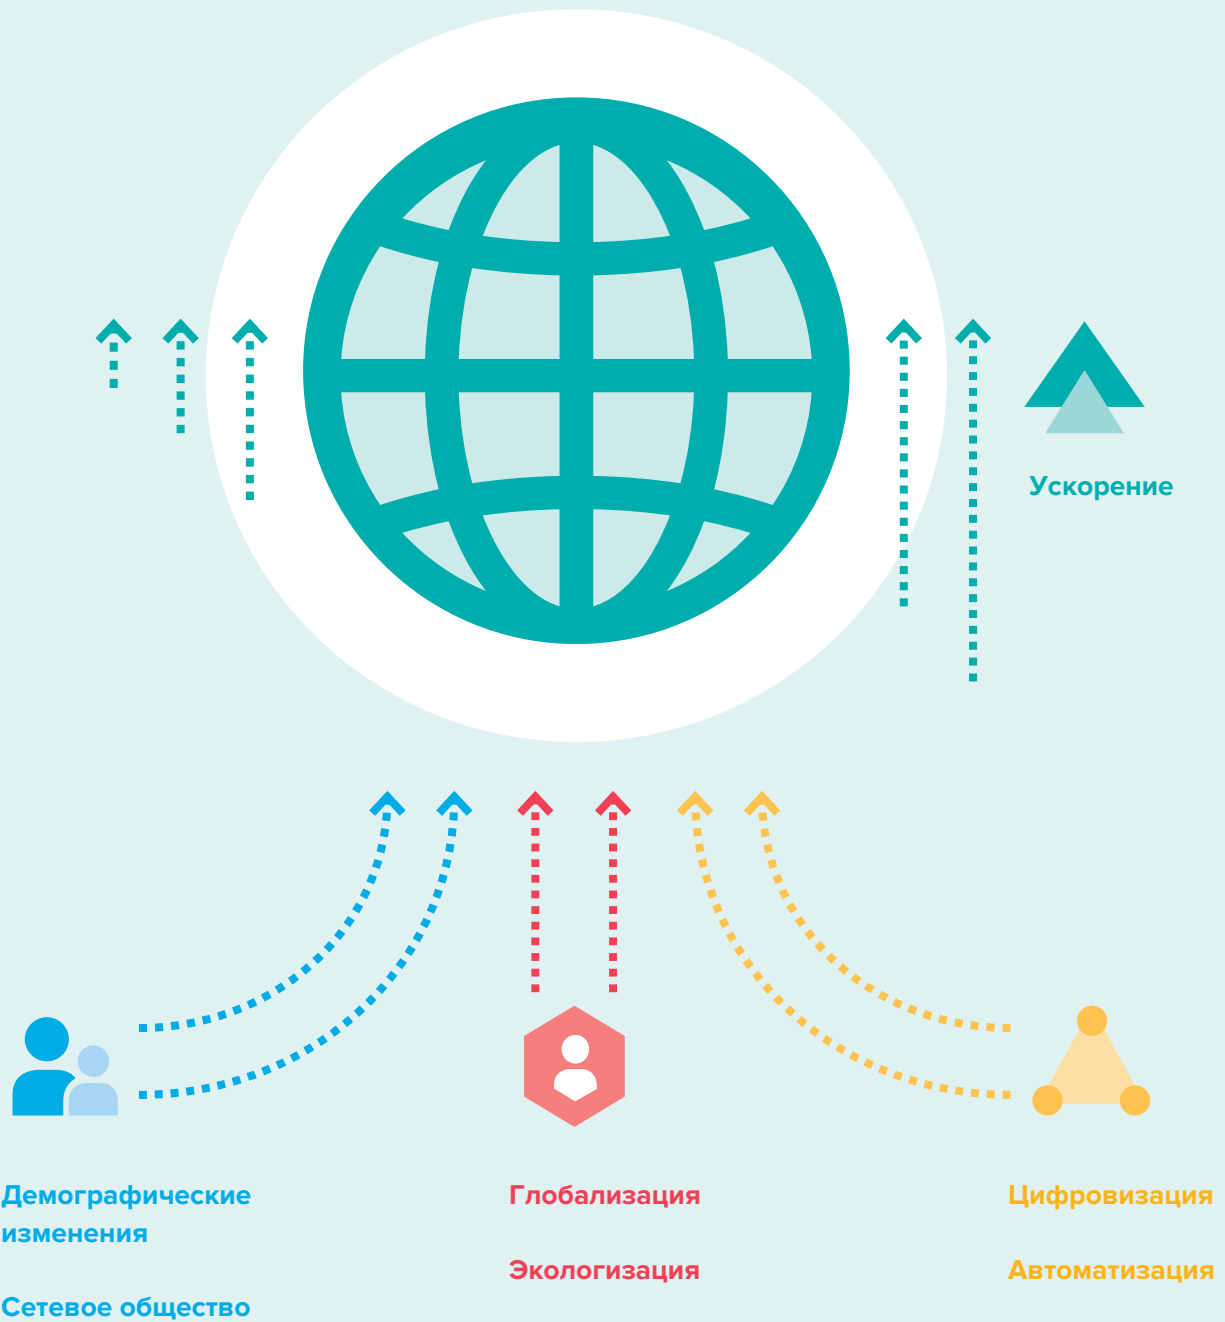 Ускорение
Демографические
изменения
Сетевое общество
Глобализация
Экологизация
Цифровизация
Автоматизация